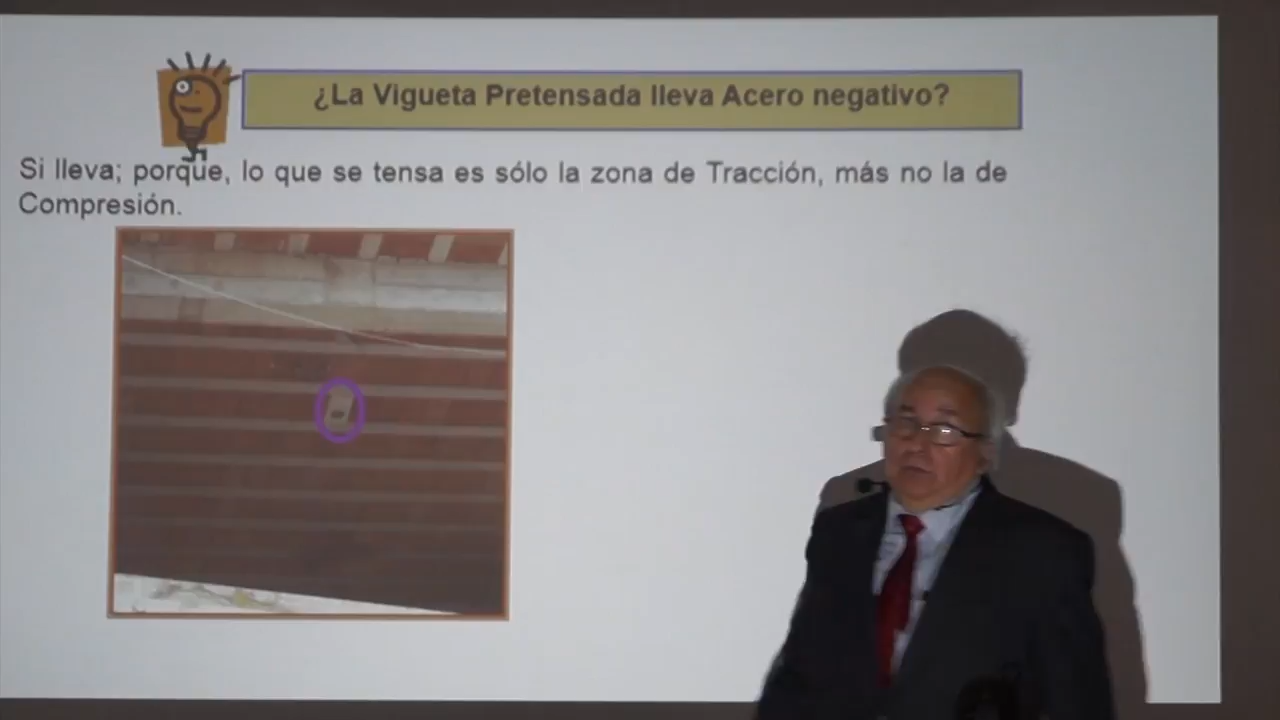 ¿La Vigueta Pretensada lleva Acero negativo?
Si lleva; porque, lo que se tensa es sólo la zona de Tracción, más no la de
Compresión.